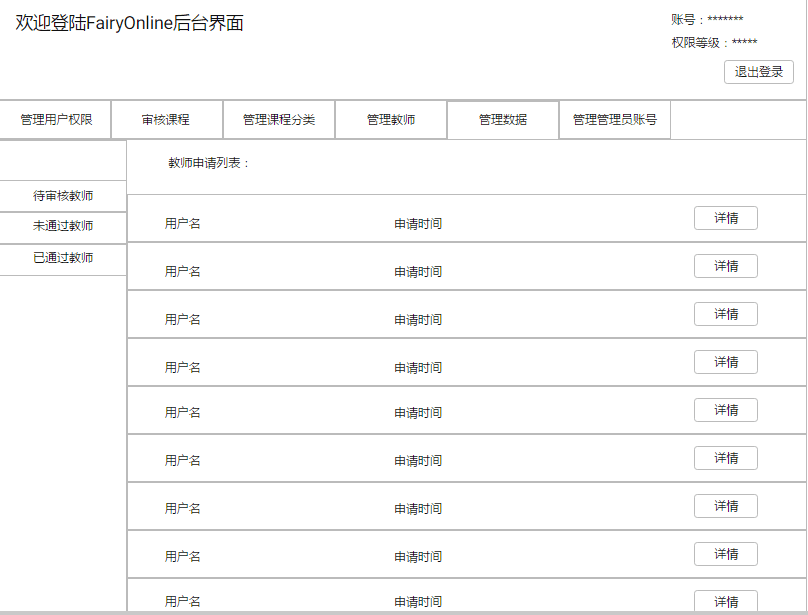 欢迎登陆FairyOnline后台界面
账号：*******
权限等级：*****
退出登录
管理用户权限 审核课程 管理课程分类 管理教师 管理数据 管理管理员账号
教师申请列表：
待审核教师
未通过教师
已通过教师
用户名 申请时间 详情
用户名 申请时间 详情
用户名 申请时间 详情
用户名 申请时间 详情
用户名 申请时间 详情
用户名 申请时间 详情
用户名 申请时间 详情
用户名 申请时间 详情
用户名 申请时间 详情